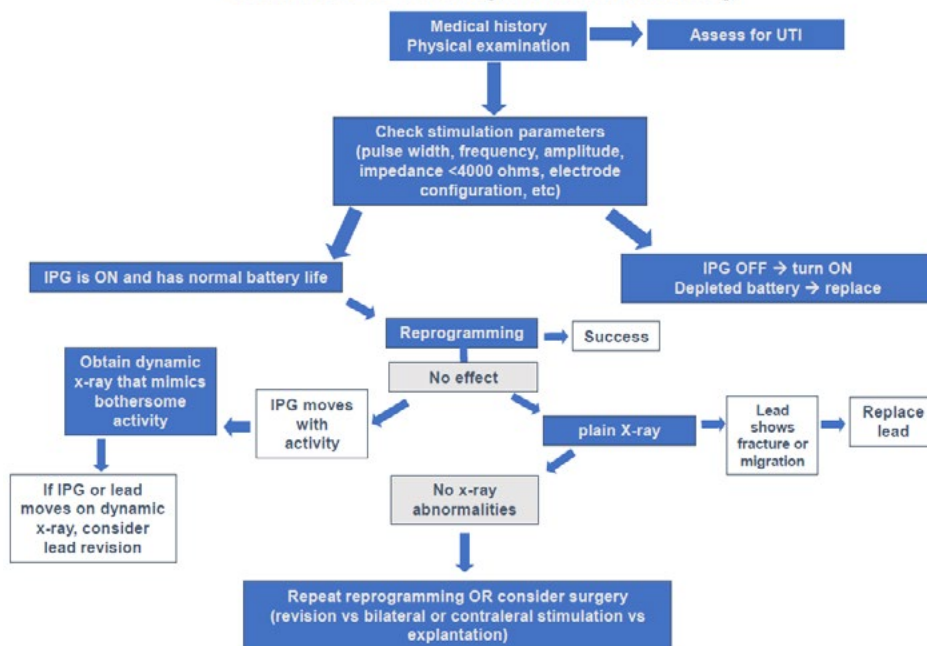 Medical history
Physical examination
Assess for UTI
Check stimulation parameters
(pulse width, frequency, amplitude,
impedance <4000 ohms, electrode
configuration, etc)
IPG is ON and has normal battery life
IPG OFF → turn ON
Depleted battery → replace
Reprogramming
Success
No effect
Obtain dynamic
x-ray that mimics
bothersome
activity
IPG moves
with
activity
plain X-ray
Lead
shows
fracture or
migration
Replace
lead
If IPG or lead
moves on dynamic
x-ray, consider
lead revision
No x-ray
abnormalities
Repeat reprogramming OR consider surgery
(revision vs bilateral or contraleral stimulation vs
explantation)